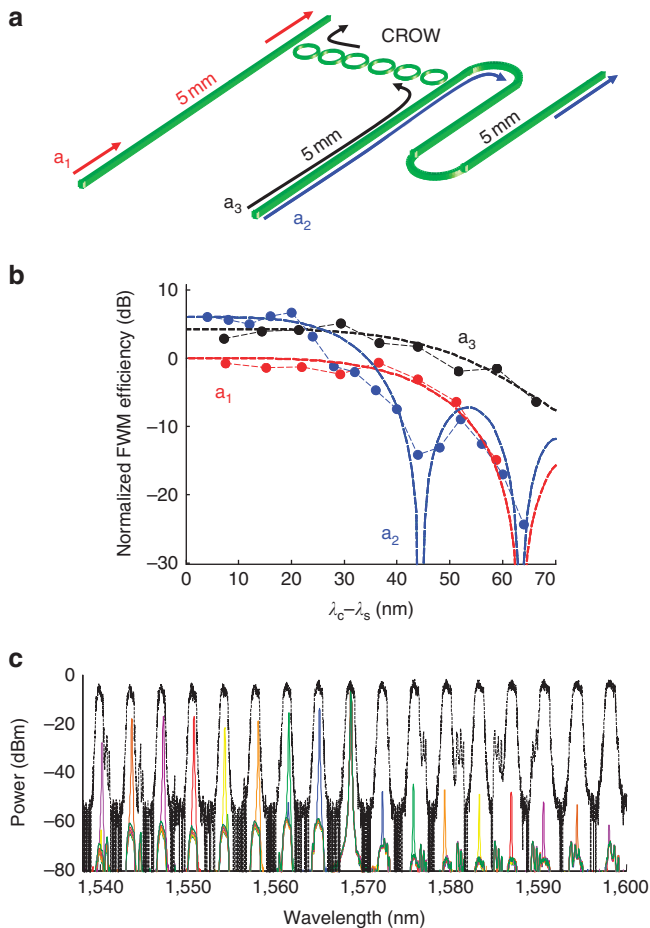 a
CROW
5 mm
a1
5 mm
5 mm
a3
a2
b
10
0
−10
−20
−30
Normalized FWM efficiency (dB)
a3
a1
a2
0 10 20 30 40 50 60 70
λc–λs (nm)
c
0
−20
−40
−60
−80
Power (dBm)
1,540 1,550 1,560 1,570 1,580 1,590 1,600
Wavelength (nm)